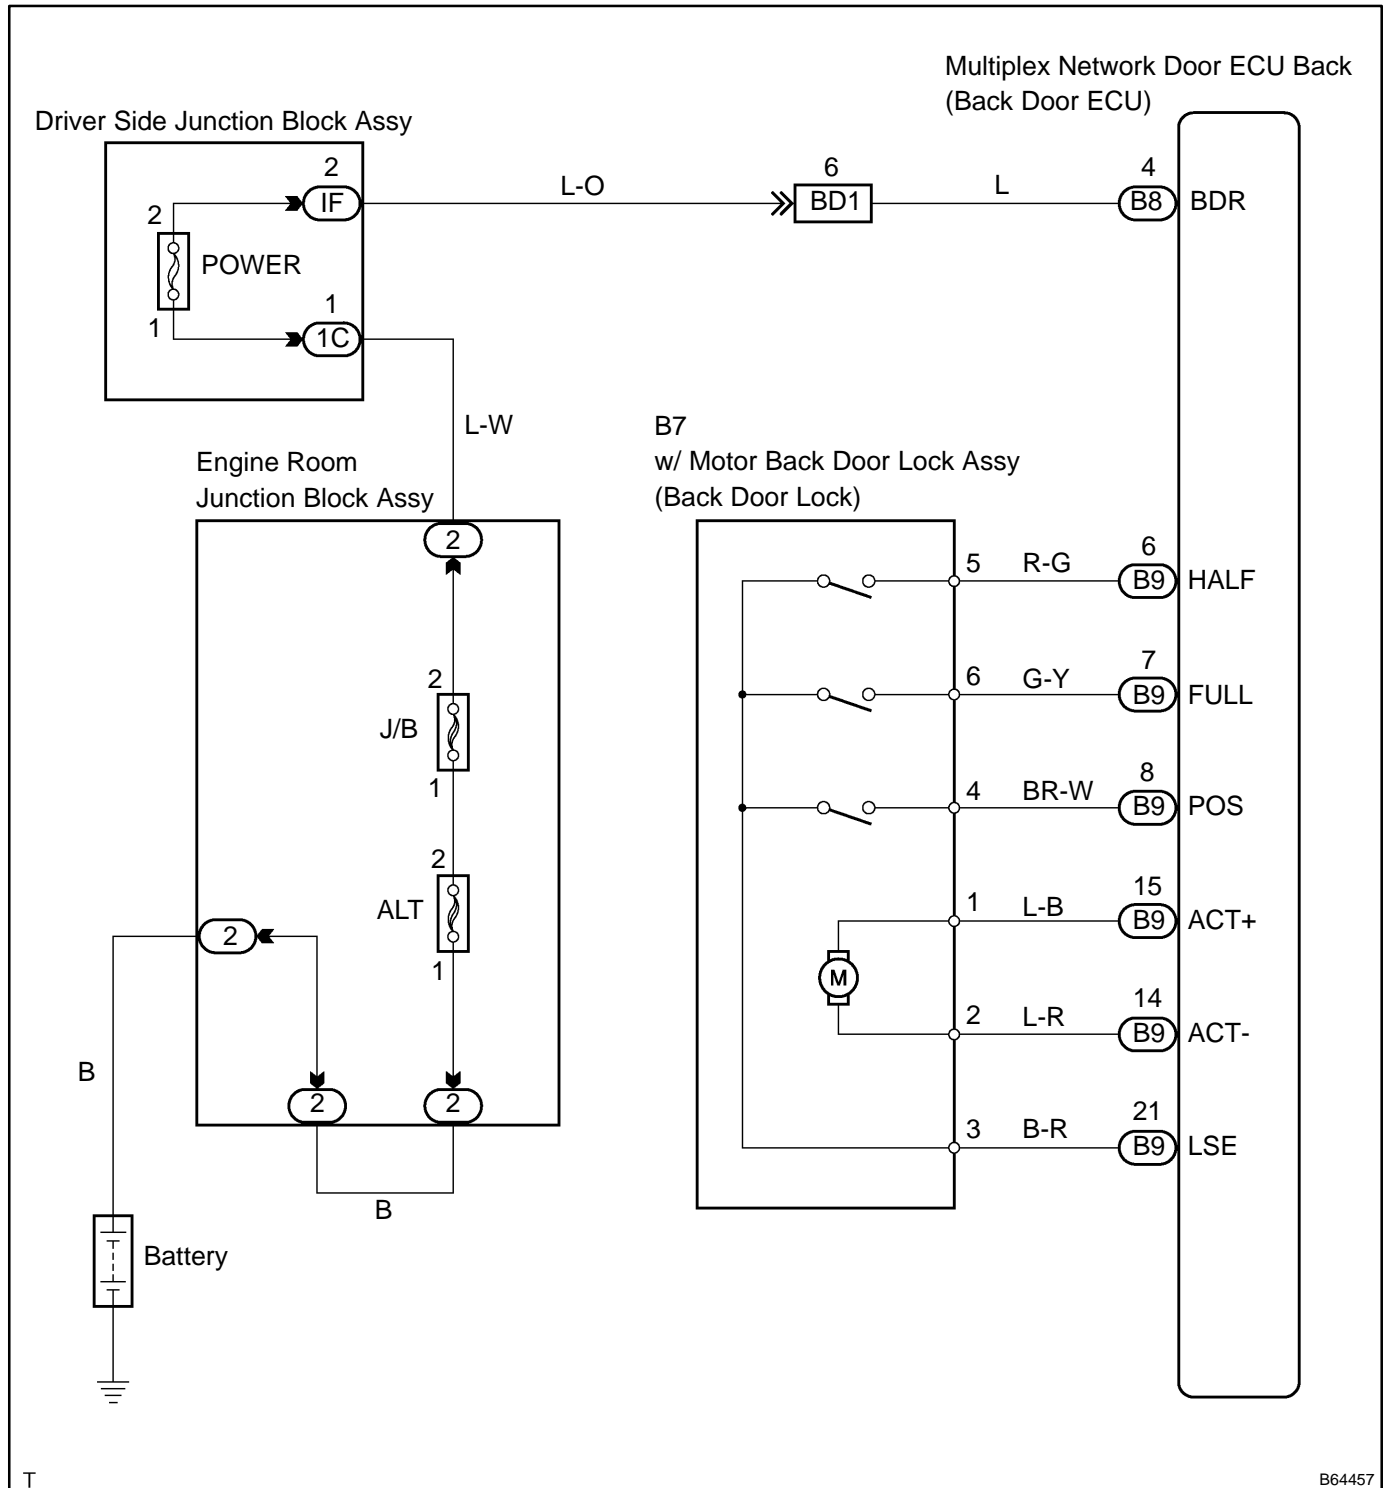 Multiplex Network Door ECU Back
(Back Door ECU)
Driver Side Junction Block Assy
2
IF
L-O
6
BD1
L
4
B8
BDR
2
POWER
1
1
1C
L-W
Engine Room
Junction Block Assy
2
2
J/B
1
2
ALT
1
2
2
2
B
B
Battery
B7
w/ Motor Back Door Lock Assy
(Back Door Lock)
5
R-G
6
B9
HALF
6
G-Y
7
B9
FULL
4
BR-W
8
B9
POS
1
L-B
15
B9
ACT+
M
2
L-R
14
B9
ACT-
3
B-R
21
B9
LSE
T
B64457